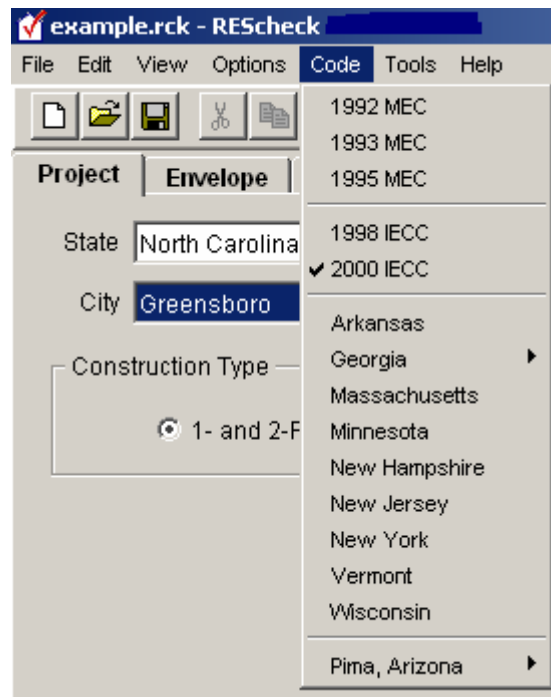 example.rck - REScheck
File Edit View Options Code Tools Help
Project Envelope
State North Carolina
City Greensboro
Construction Type
1- and 2-F
1992 MEC
1993 MEC
1995 MEC
1998 IECC
2000 IECC
Arkansas
Georgia
Massachusetts
Minnesota
New Hampshire
New Jersey
New York
Vermont
Wisconsin
Pima, Arizona